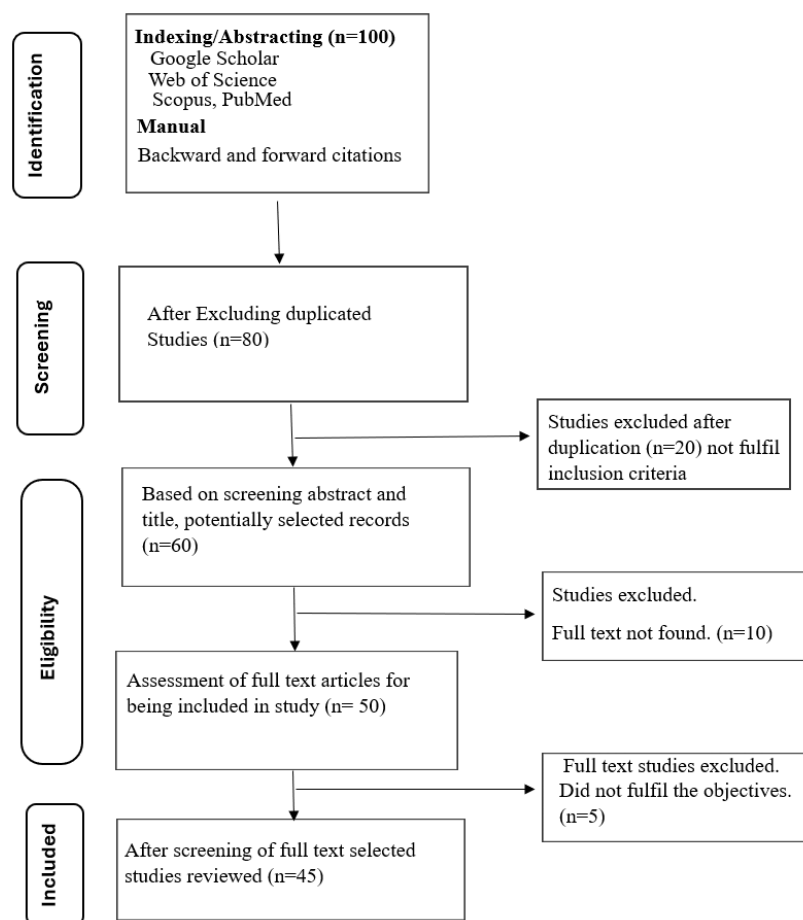 Identification
Indexing/Abstracting (n=100)
Google Scholar
Web of Science
Scopus, PubMed
Manual
Backward and forward citations
Screening
After Excluding duplicated
Studies (n=80)
Studies excluded after
duplication (n=20) not fulfil
inclusion criteria
Eligibility
Based on screening abstract and
title, potentially selected records
(n=60)
Studies excluded.
Full text not found. (n=10)
Assessment of full text articles for
being included in study (n= 50)
Full text studies excluded.
Did not fulfil the objectives.
(n=5)
Included
After screening of full text selected
studies reviewed (n=45)